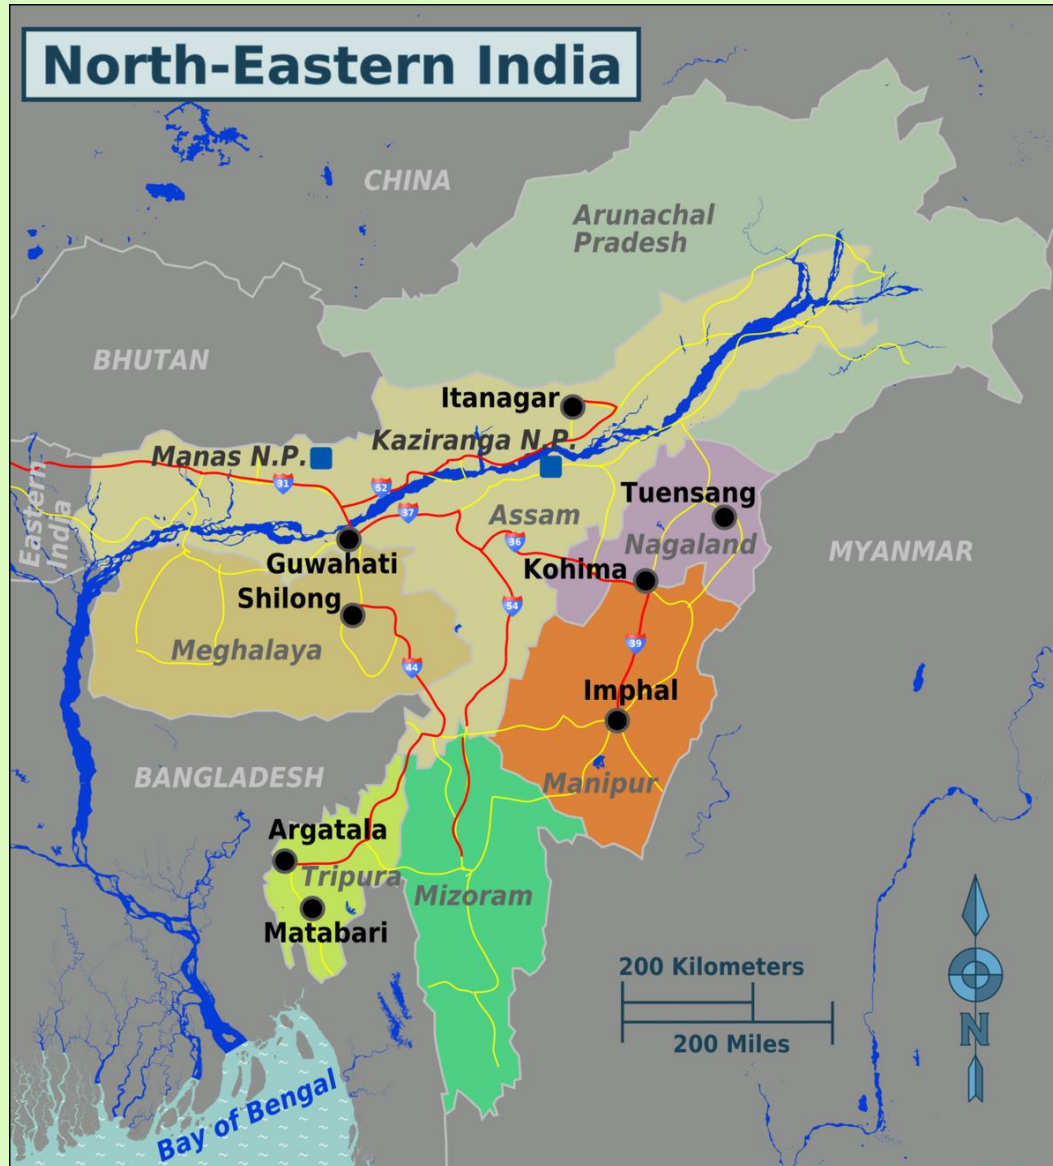 North-Eastern India
CHINA
Arunachal
Pradesh
BHUTAN
Itanagar
Kaziranga N.P.
Manas N.P.
Eastern
India
31
52
37
Tuensang
Assam
36
Nagaland
MYANMAR
Guwahati
Kohima
Shilong
54
Meghalaya
39
44
Imphal
BANGLADESH
Manipur
Argatala
Tripura
Mizoram
Matabari
200 Kilometers
200 Miles
N
Bay of Bengal